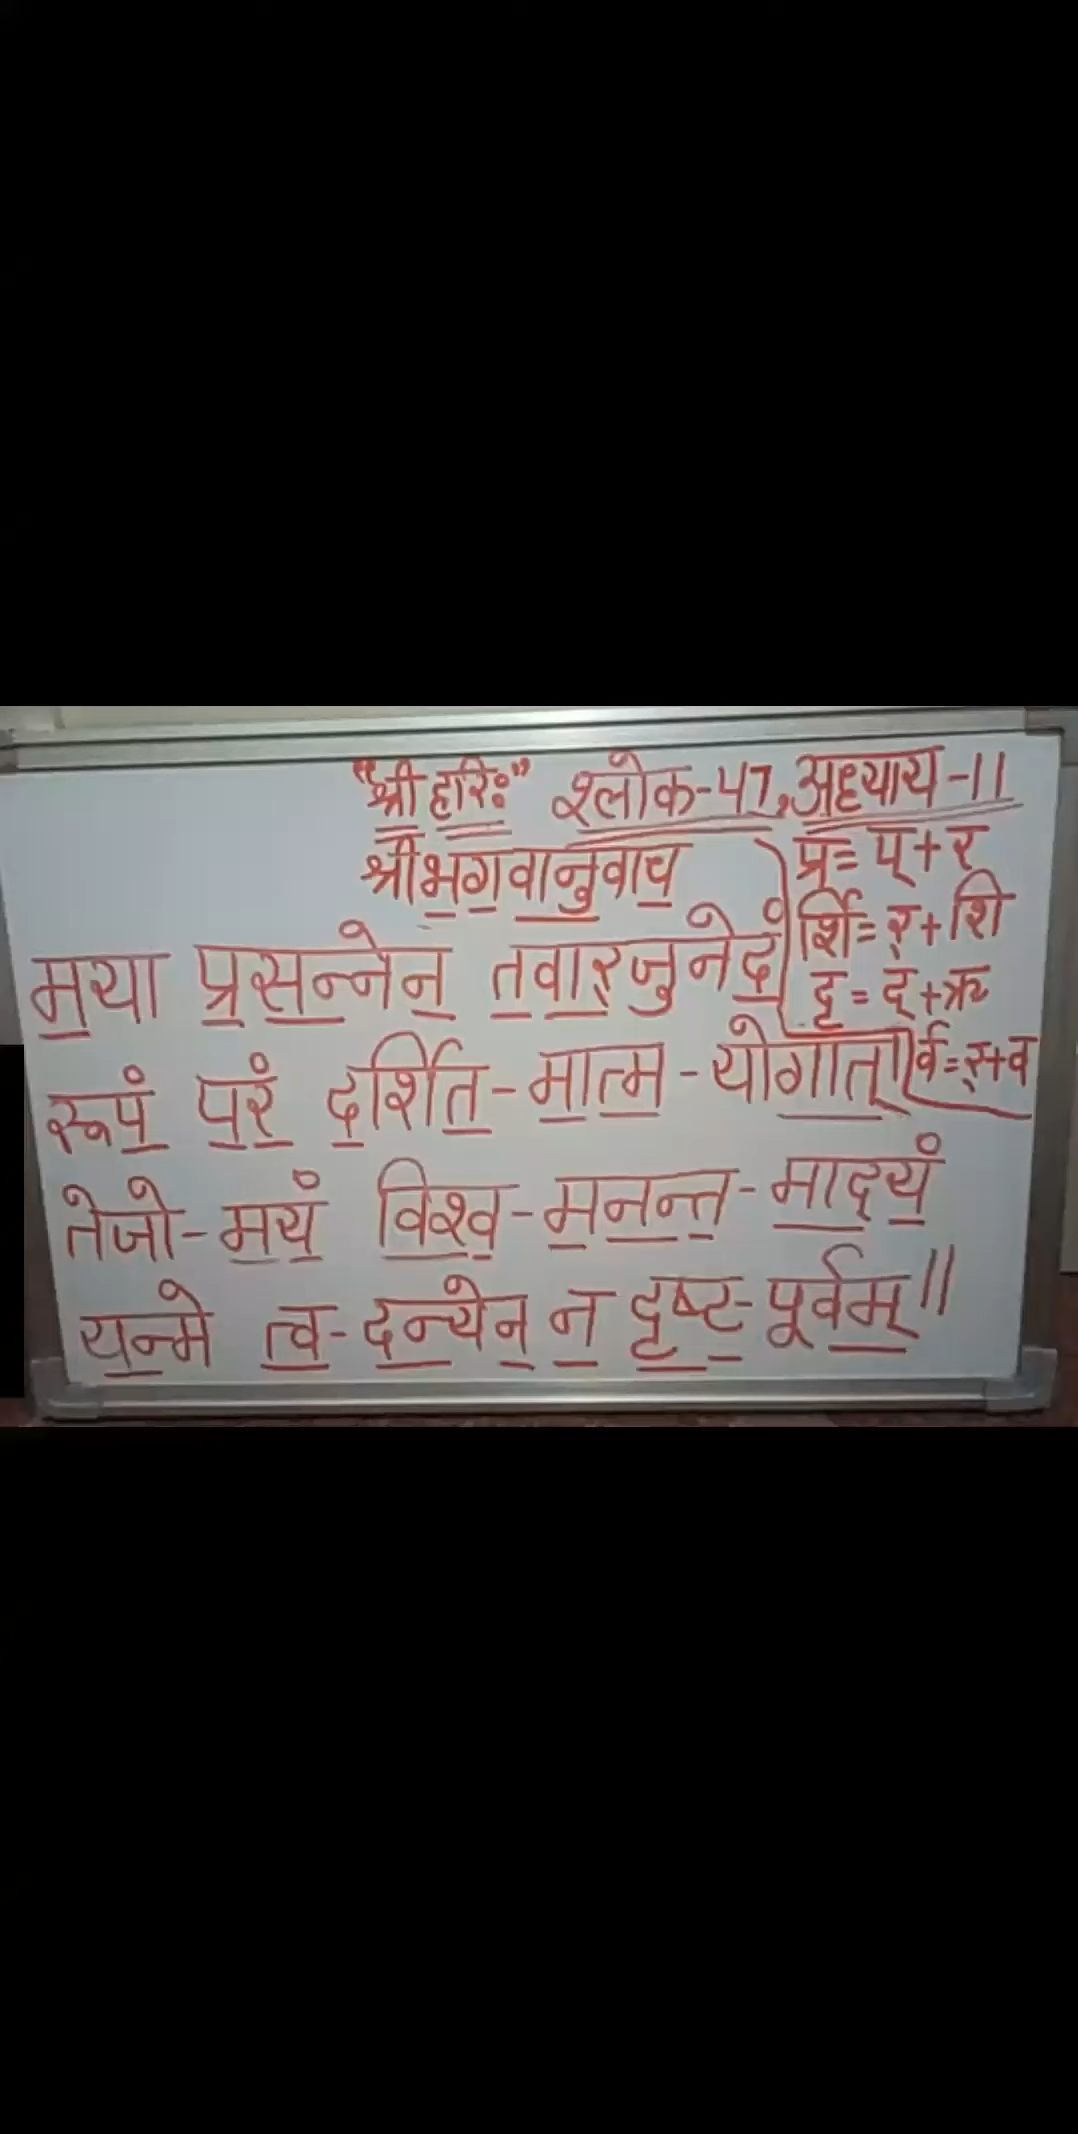 "श्री हरिः" श्लोक-47, अध्याय-11
श्रीभगवानुवाच
प्र = प् + र
र्शि = र् + शि
दृ = द् + ऋ
र्व = र् + व
मया प्रसन्नेन तवार्जुनेदं
रूपं परं दर्शित-मात्म-योगात्।
तेजो-मयं विश्व-मनन्त-माद्यं
यन्मे त्व-दन्येन न दृष्ट-पूर्वम्॥